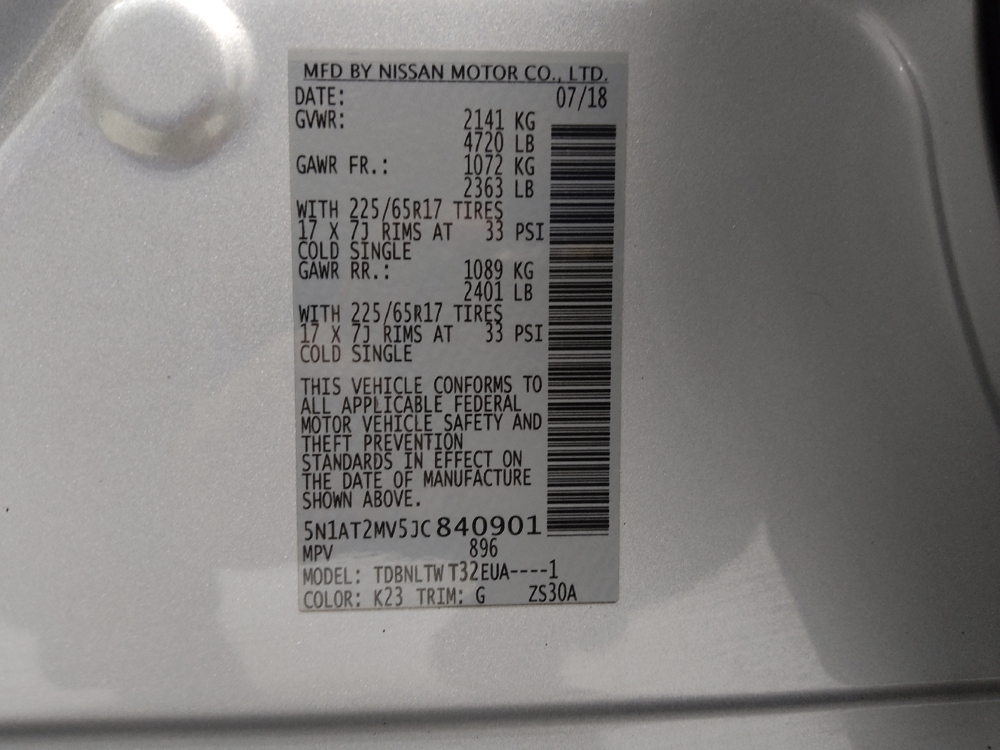 MFD BY NISSAN MOTOR CO., LTD.
DATE: 07/18
GVWR: 2141 KG
4720 LB
GAWR FR.: 1072 KG
2363 LB
WITH 225/65R17 TIRES
17 X 7J RIMS AT 33 PSI
COLD SINGLE
GAWR RR.: 1089 KG
2401 LB
WITH 225/65R17 TIRES
17 X 7J RIMS AT 33 PSI
COLD SINGLE
THIS VEHICLE CONFORMS TO
ALL APPLICABLE FEDERAL
MOTOR VEHICLE SAFETY AND
THEFT PREVENTION
STANDARDS IN EFFECT ON
THE DATE OF MANUFACTURE
SHOWN ABOVE.
5N1AT2MV5JC840901
MPV 896
MODEL: TDBNLTW T32EUA----1
COLOR: K23 TRIM: G ZS30A